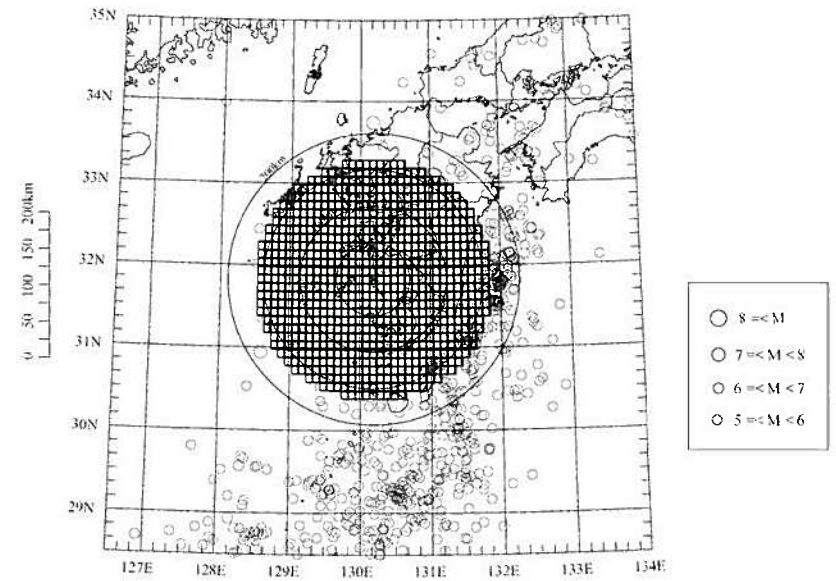 35N
34N
33N
32N
31N
30N
29N
200km
150
100
50
0
8 =< M
7 =< M < 8
6 =< M < 7
5 =< M < 6
127E 128E 129E 130E 131E 132E 133E 134E